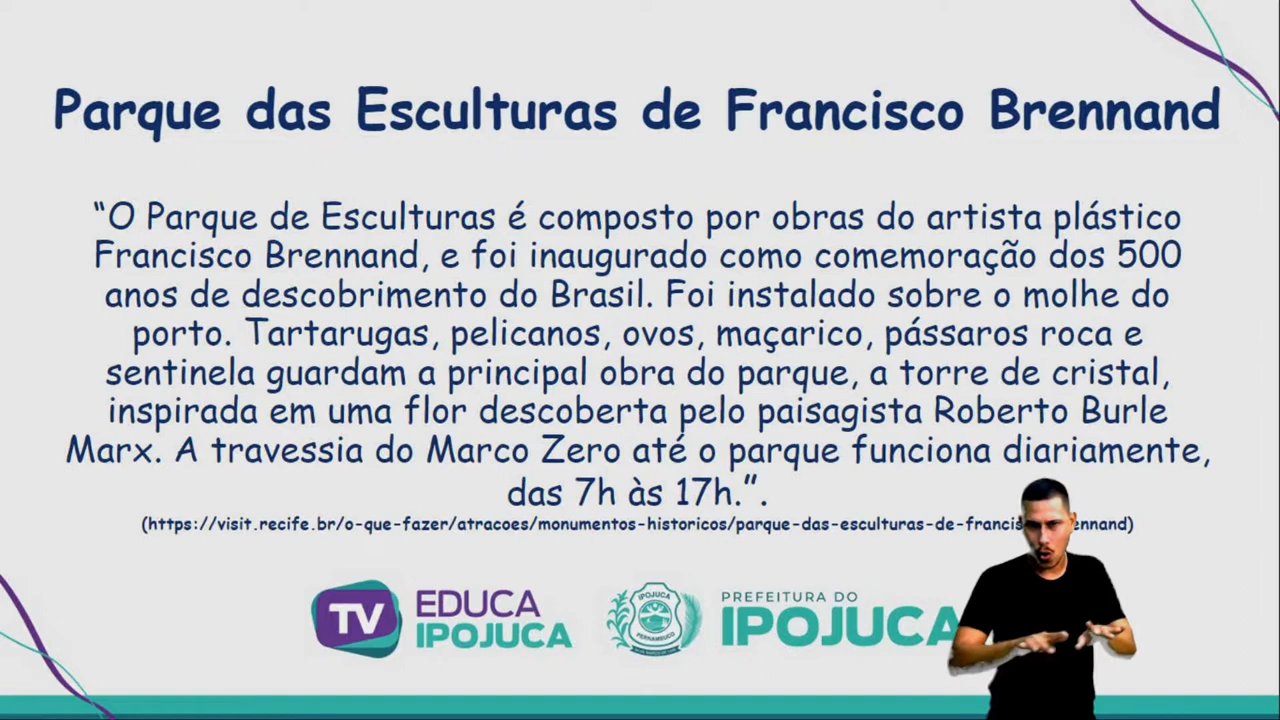 Parque das Esculturas de Francisco Brennand
“O Parque de Esculturas é composto por obras do artista plástico
Francisco Brennand, e foi inaugurado como comemoração dos 500
anos de descobrimento do Brasil. Foi instalado sobre o molhe do
porto. Tartarugas, pelicanos, ovos, maçarico, pássaros roca e
sentinela guardam a principal obra do parque, a torre de cristal,
inspirada em uma flor descoberta pelo paisagista Roberto Burle
Marx. A travessia do Marco Zero até o parque funciona diariamente,
das 7h às 17h.”.
(https://visit.recife.br/o-que-fazer/atracoes/monumentos-historicos/parque-das-esculturas-de-francis ennand)
TV EDUCA
IPOJUCA
IPOJUCA
PERNAMBUCO
PREFEITURA DO
IPOJUCA